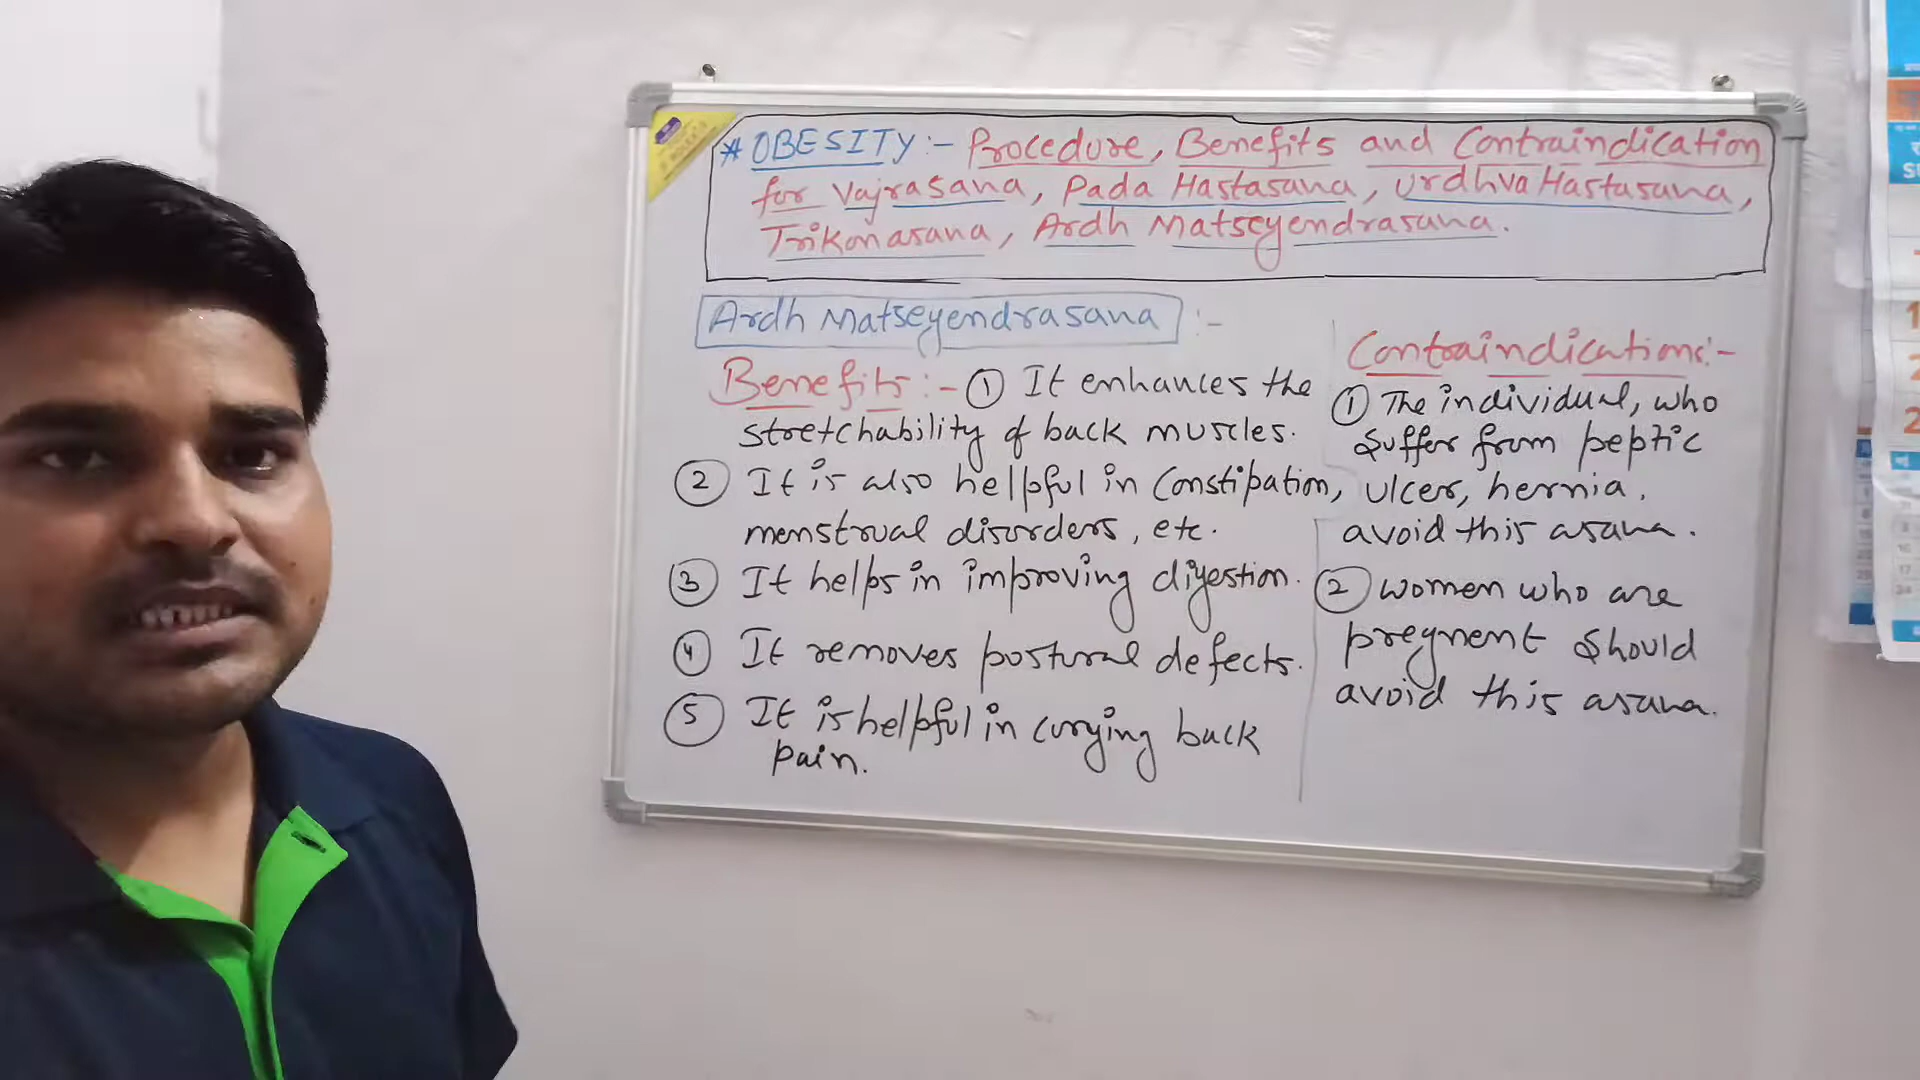 * OBESITY :- Procedure, Benefits and Contraindication
for Vajrasana, Pada Hastasana, Urdhva Hastasana,
Trikonasana, Ardh Matseyendrasana.
Ardh Matseyendrasana :-
Benefits :- ① It enhances the
stretchability of back muscles.
② It is also helpful in Constipation,
menstrual disorders, etc.
③ It helps in improving digestion.
④ It removes postural defects.
⑤ It is helpful in curying back
pain.
Contraindications :-
① The individual, who
suffer from peptic
ulcer, hernia,
avoid this asana.
② women who are
pregnent should
avoid this asana.